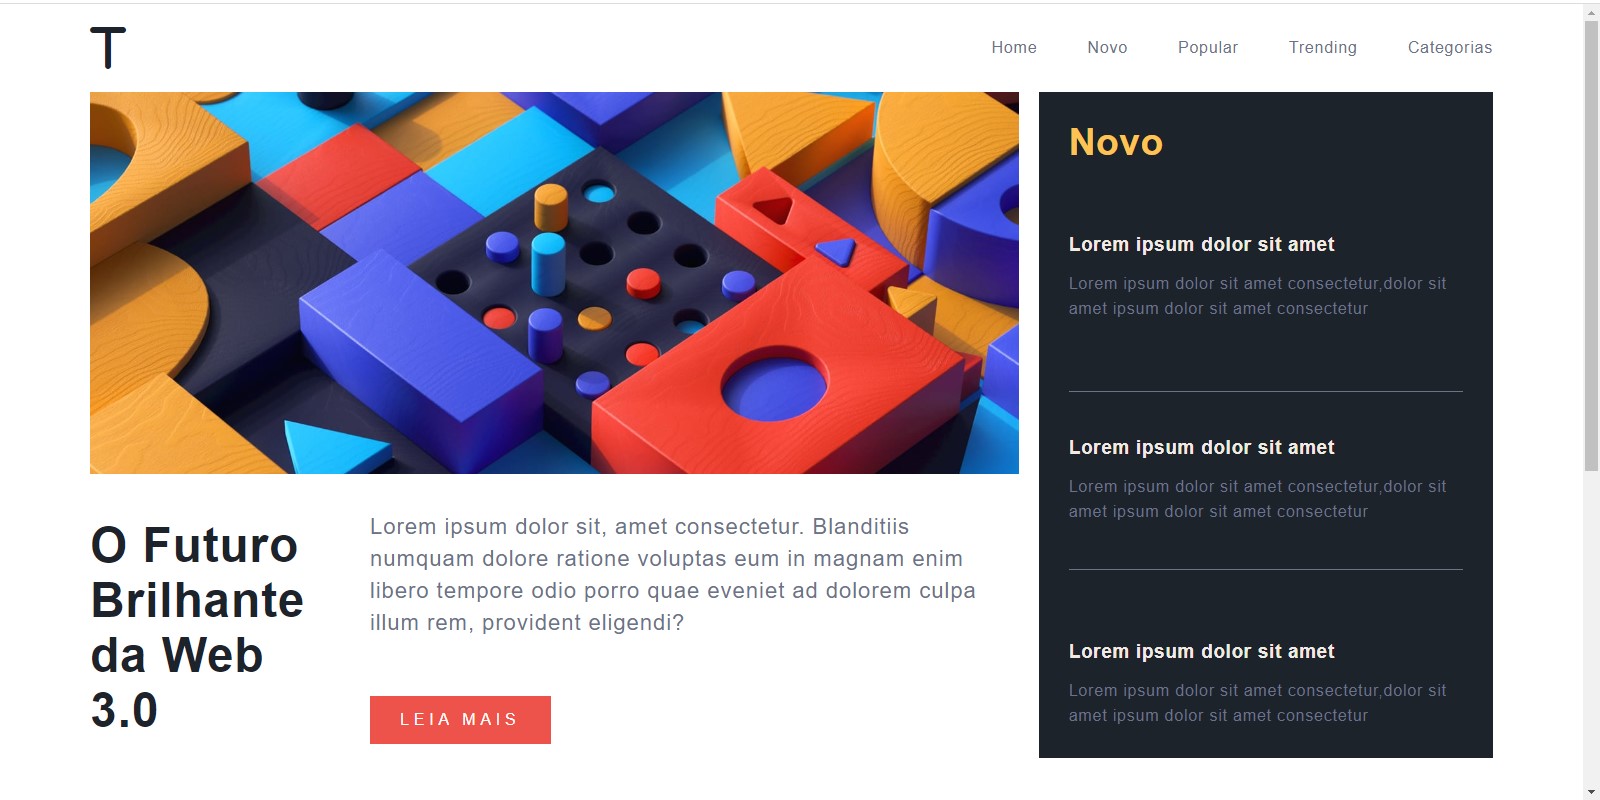 T
Home Novo Popular Trending Categorias
O Futuro
Brilhante
da Web
3.0
Lorem ipsum dolor sit, amet consectetur. Blanditiis
numquam dolore ratione voluptas eum in magnam enim
libero tempore odio porro quae eveniet ad dolorem culpa
illum rem, provident eligendi?
LEIA MAIS
Novo
Lorem ipsum dolor sit amet
Lorem ipsum dolor sit amet consectetur,dolor sit
amet ipsum dolor sit amet consectetur
Lorem ipsum dolor sit amet
Lorem ipsum dolor sit amet consectetur,dolor sit
amet ipsum dolor sit amet consectetur
Lorem ipsum dolor sit amet
Lorem ipsum dolor sit amet consectetur,dolor sit
amet ipsum dolor sit amet consectetur